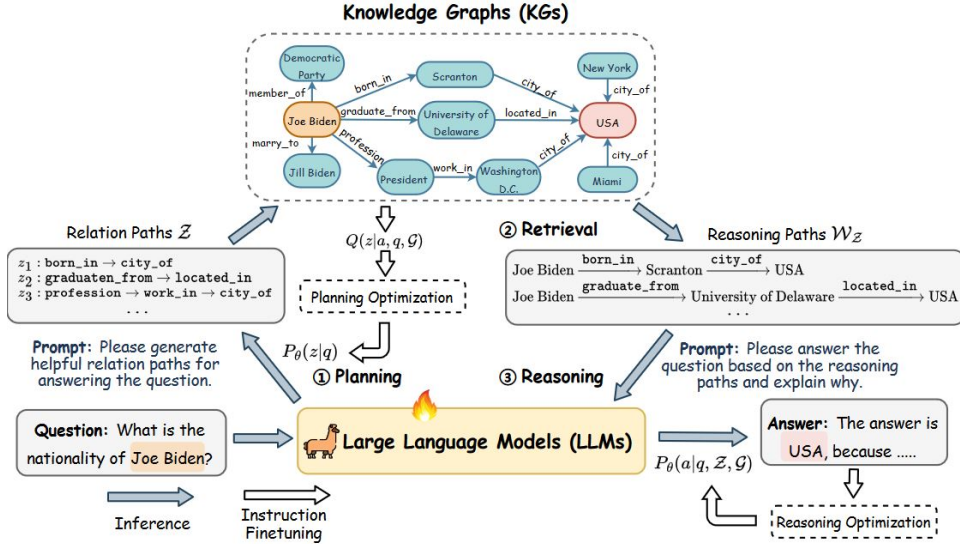 Knowledge Graphs (KGs)
Democratic
Party
member_of
Joe Biden
marry_to
Jill Biden
born_in
Scranton
city_of
graduate_from
University of
Delaware
located_in
profession
President
work_in
Washington
D.C.
city_of
New York
city_of
USA
city_of
Miami
Relation Paths Z
z1 : born_in → city_of
z2 : graduaten_from → located_in
z3 : profession → work_in → city_of
...
Q(z|a, q, G)
Planning Optimization
Pθ(z|q)
② Retrieval
Reasoning Paths Wz
Joe Biden born_in → Scranton city_of → USA
Joe Biden graduate_from → University of Delaware located_in → USA
...
Prompt: Please generate
helpful relation paths for
answering the question.
① Planning
③ Reasoning
Prompt: Please answer the
question based on the reasoning
paths and explain why.
Question: What is the
nationality of Joe Biden?
Large Language Models (LLMs)
Pθ(a|q, Z, G)
Answer: The answer is
USA, because .....
Inference
Instruction
Finetuning
Reasoning Optimization